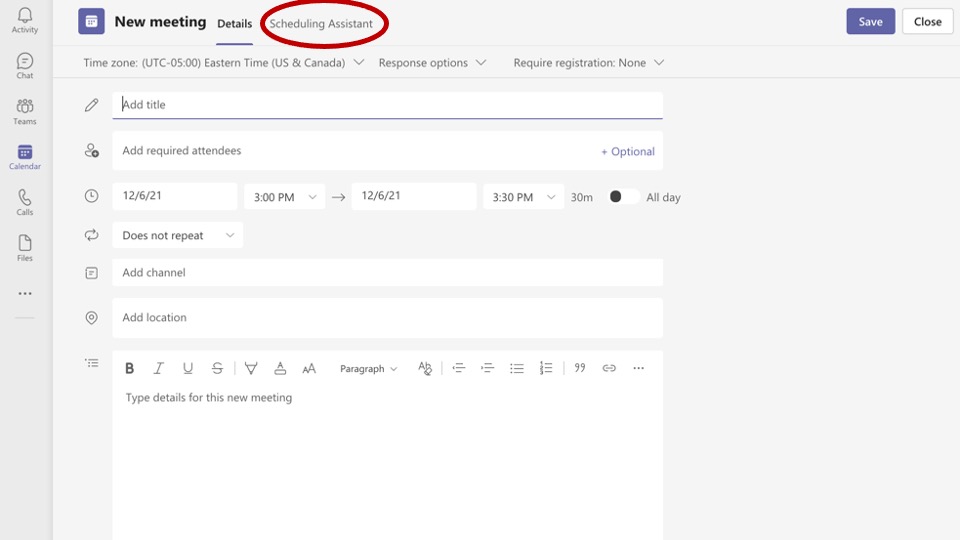 Activity
Chat
Teams
Calendar
Calls
Files
New meeting Details Scheduling Assistant Save Close
Time zone: (UTC-05:00) Eastern Time (US & Canada) Response options Require registration: None
Add title
Add required attendees + Optional
12/6/21 3:00 PM → 12/6/21 3:30 PM 30m All day
Does not repeat
Add channel
Add location
B I U S A AA Paragraph Ab
Type details for this new meeting